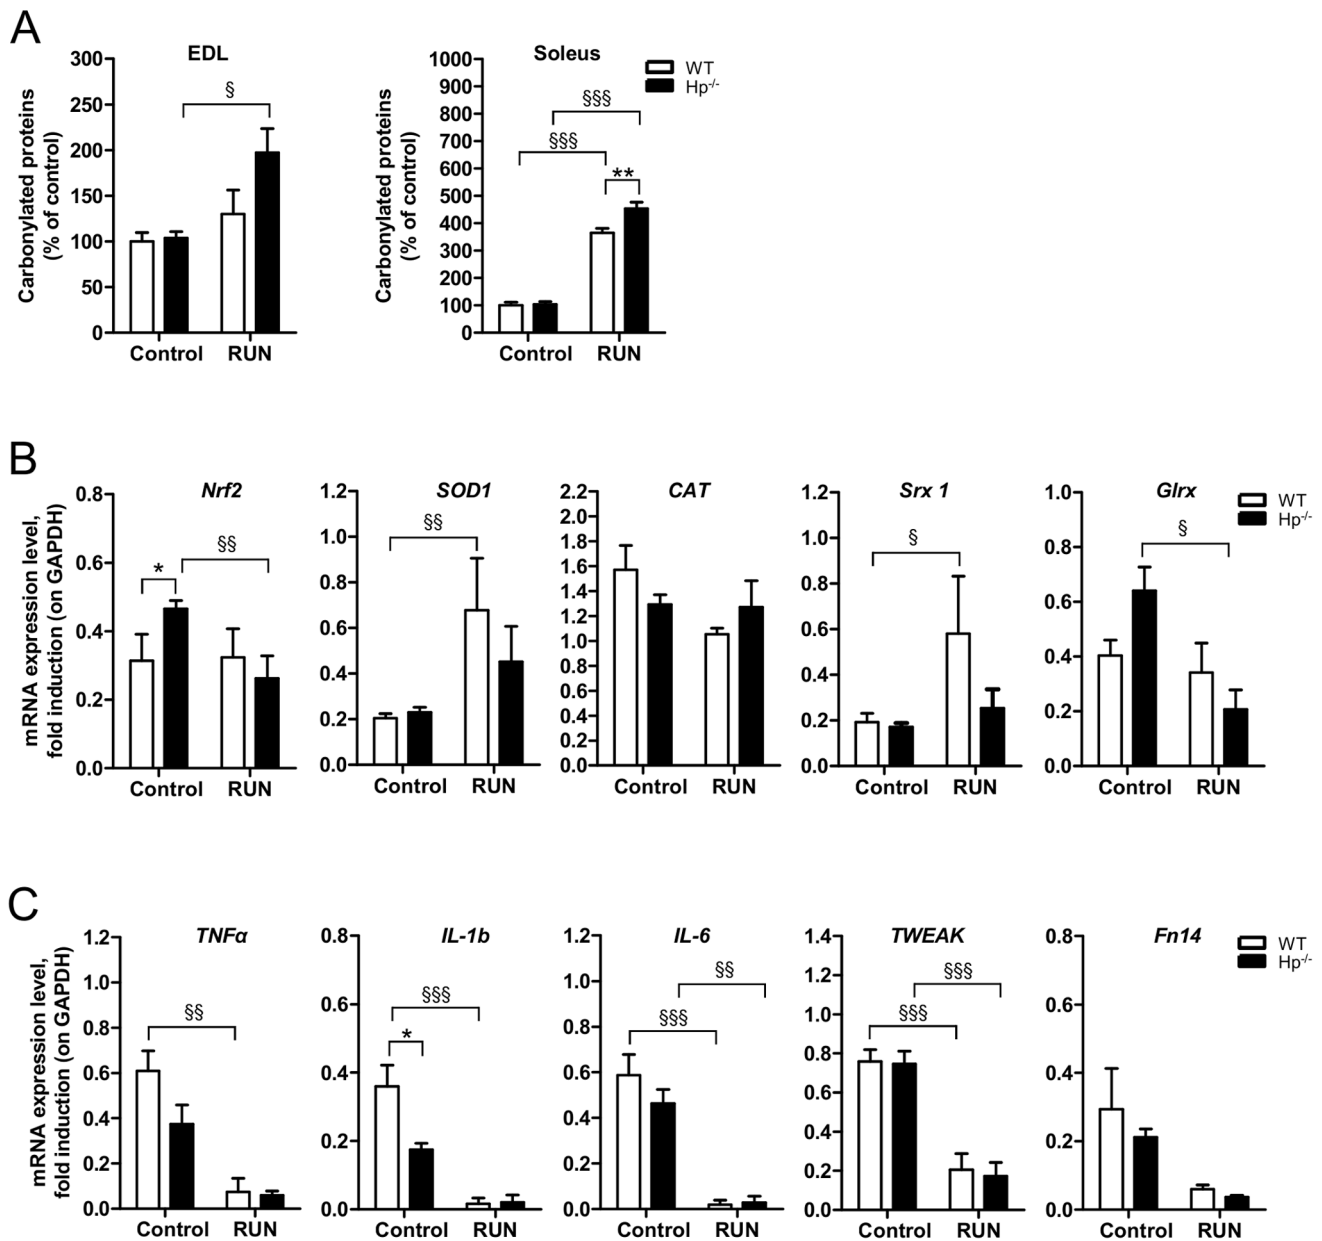 A
EDL
Carbonylated proteins
(% of control)
300
250
200
150
100
50
0
§
Control RUN
Soleus
Carbonylated proteins
(% of control)
1000
900
800
700
600
500
400
300
200
100
0
§§§
§§§
**
Control RUN
WT
Hp-/-
B
mRNA expression level,
fold induction (on GAPDH)
Nrf2
0.8
0.6
0.4
0.2
0.0
*
§§
Control RUN
SOD1
1.2
1.0
0.8
0.6
0.4
0.2
0.0
§§
Control RUN
CAT
2.2
2.0
1.8
1.6
1.4
1.2
1.0
0.8
0.6
0.4
0.2
0.0
Control RUN
Srx 1
1.2
1.0
0.8
0.6
0.4
0.2
0.0
§
Control RUN
Glrx
1.0
0.8
0.6
0.4
0.2
0.0
§
Control RUN
WT
Hp-/-
C
mRNA expression level,
fold induction (on GAPDH)
TNFα
1.2
1.0
0.8
0.6
0.4
0.2
0.0
§§
Control RUN
IL-1b
0.8
0.6
0.4
0.2
0.0
§§§
*
Control RUN
IL-6
1.2
1.0
0.8
0.6
0.4
0.2
0.0
§§
§§§
Control RUN
TWEAK
1.4
1.2
1.0
0.8
0.6
0.4
0.2
0.0
§§§
§§§
Control RUN
Fn14
0.8
0.6
0.4
0.2
0.0
Control RUN
WT
Hp-/-